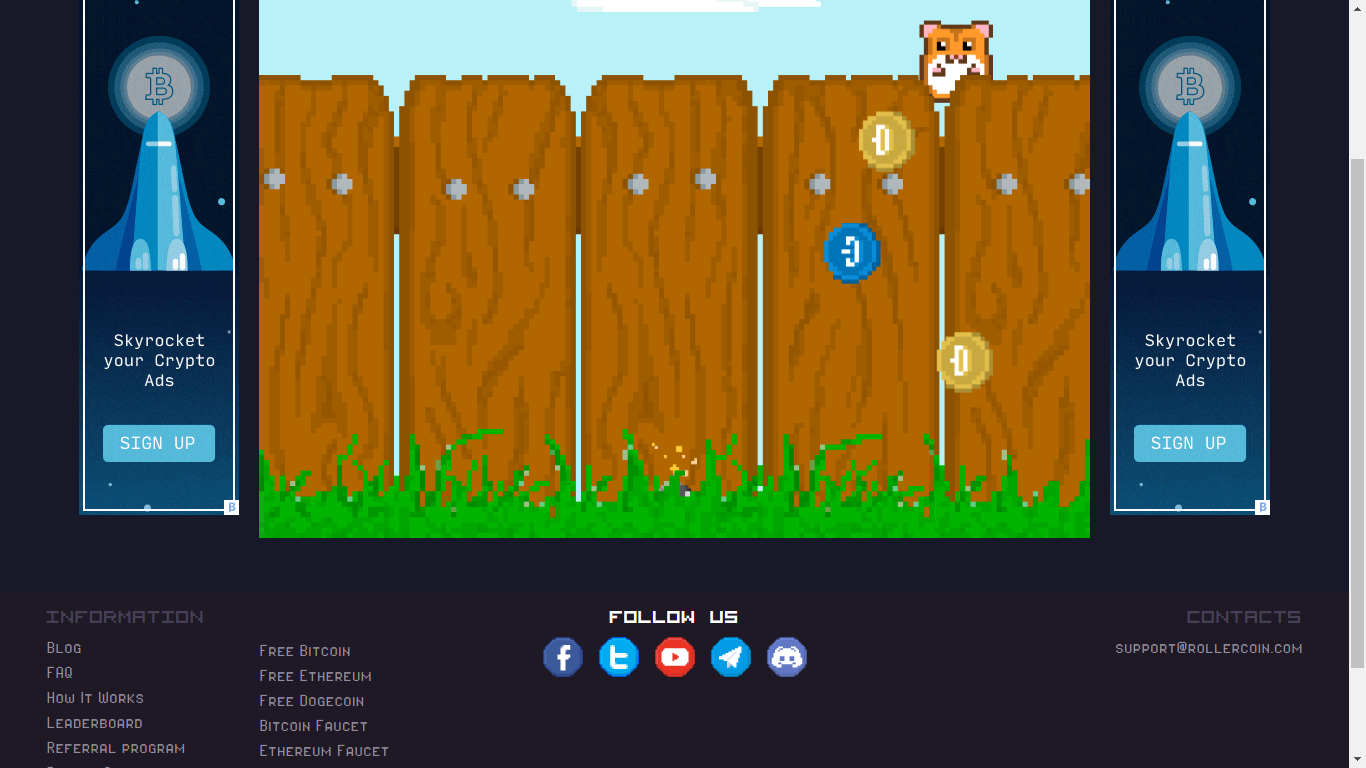 Skyrocket
your Crypto
Ads
SIGN UP
Skyrocket
your Crypto
Ads
SIGN UP
INFORMATION
Blog
FAQ
How It Works
Leaderboard
Referral program
Free Bitcoin
Free Ethereum
Free Dogecoin
Bitcoin Faucet
Ethereum Faucet
FOLLOW US
CONTACTS
support@rollercoin.com